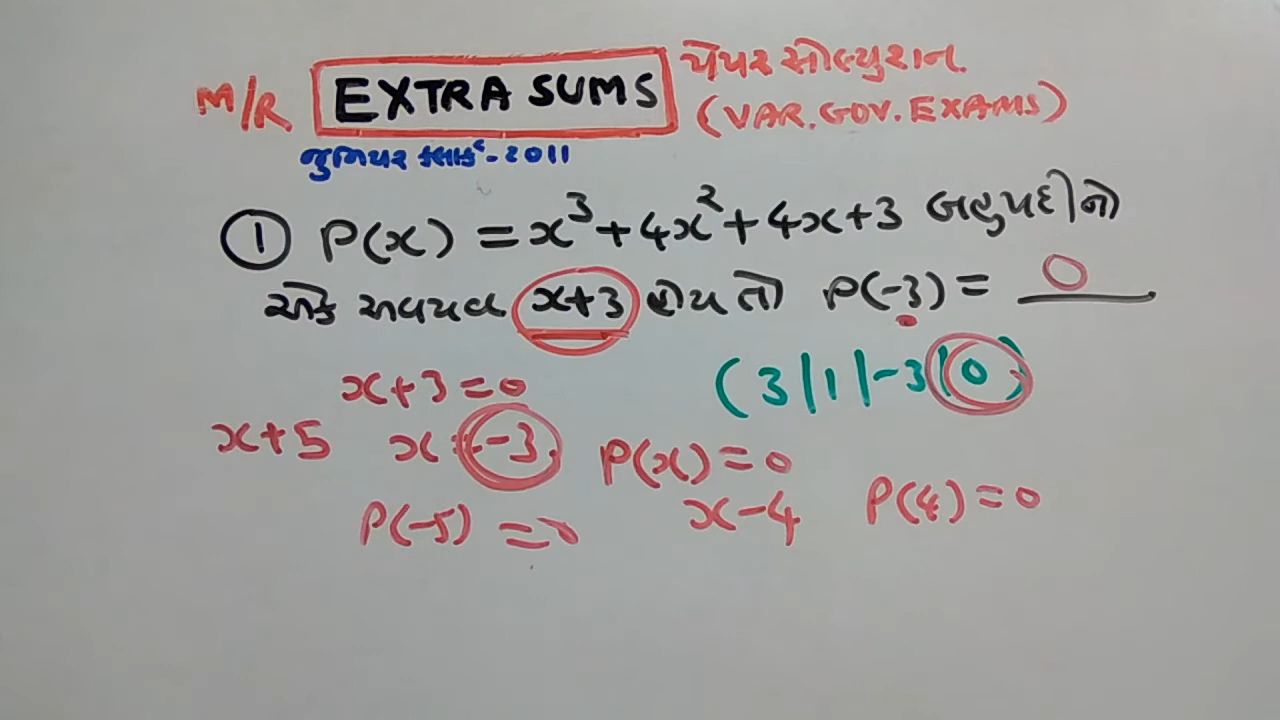 M/R EXTRA SUMS પેપર સોલ્યુશન.
(VAR. GOV. EXAMS)
જુનિયર ક્લાર્ક - 2011
① P(x) = x³ + 4x² + 4x + 3 બહુપદીનો
એક અવયવ x+3 હોય તો P(-3) = 0
(3 | 1 | -3 | 0)
x+3 = 0
x+5 x = -3. P(x) = 0
P(-5) = 0 x-4 P(4) = 0